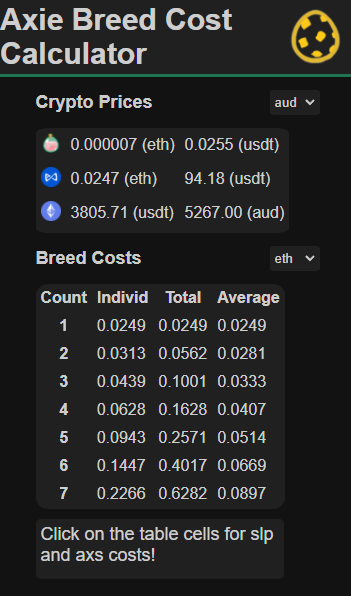 Axie Breed Cost
Calculator
Crypto Prices aud
0.000007 (eth) 0.0255 (usdt)
0.0247 (eth) 94.18 (usdt)
3805.71 (usdt) 5267.00 (aud)
Breed Costs eth
Count Individ Total Average
1 0.0249 0.0249 0.0249
2 0.0313 0.0562 0.0281
3 0.0439 0.1001 0.0333
4 0.0628 0.1628 0.0407
5 0.0943 0.2571 0.0514
6 0.1447 0.4017 0.0669
7 0.2266 0.6282 0.0897
Click on the table cells for slp
and axs costs!